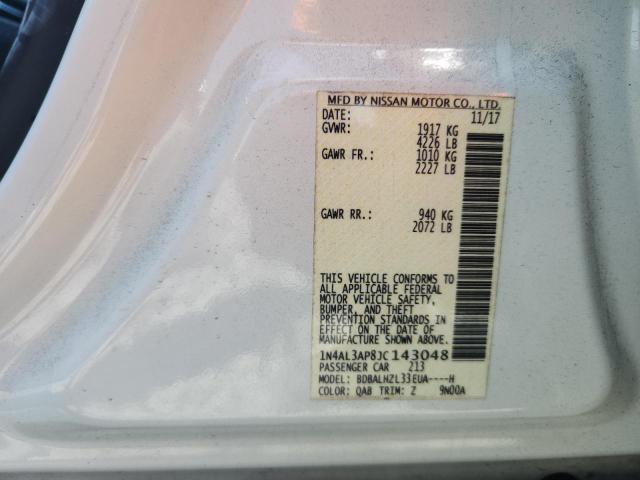 MFD BY NISSAN MOTOR CO., LTD.
DATE: 11/17
GVWR: 1917 KG
4226 LB
GAWR FR.: 1010 KG
2227 LB
GAWR RR.: 940 KG
2072 LB
THIS VEHICLE CONFORMS TO
ALL APPLICABLE FEDERAL
MOTOR VEHICLE SAFETY,
BUMPER, AND THEFT
PREVENTION STANDARDS IN
EFFECT ON THE DATE OF
MANUFACTURE SHOWN ABOVE.
1N4AL3AP8JC143048
PASSENGER CAR 213
MODEL: BDBALHZL33EUA----H
COLOR: QAB TRIM: Z 9N00A